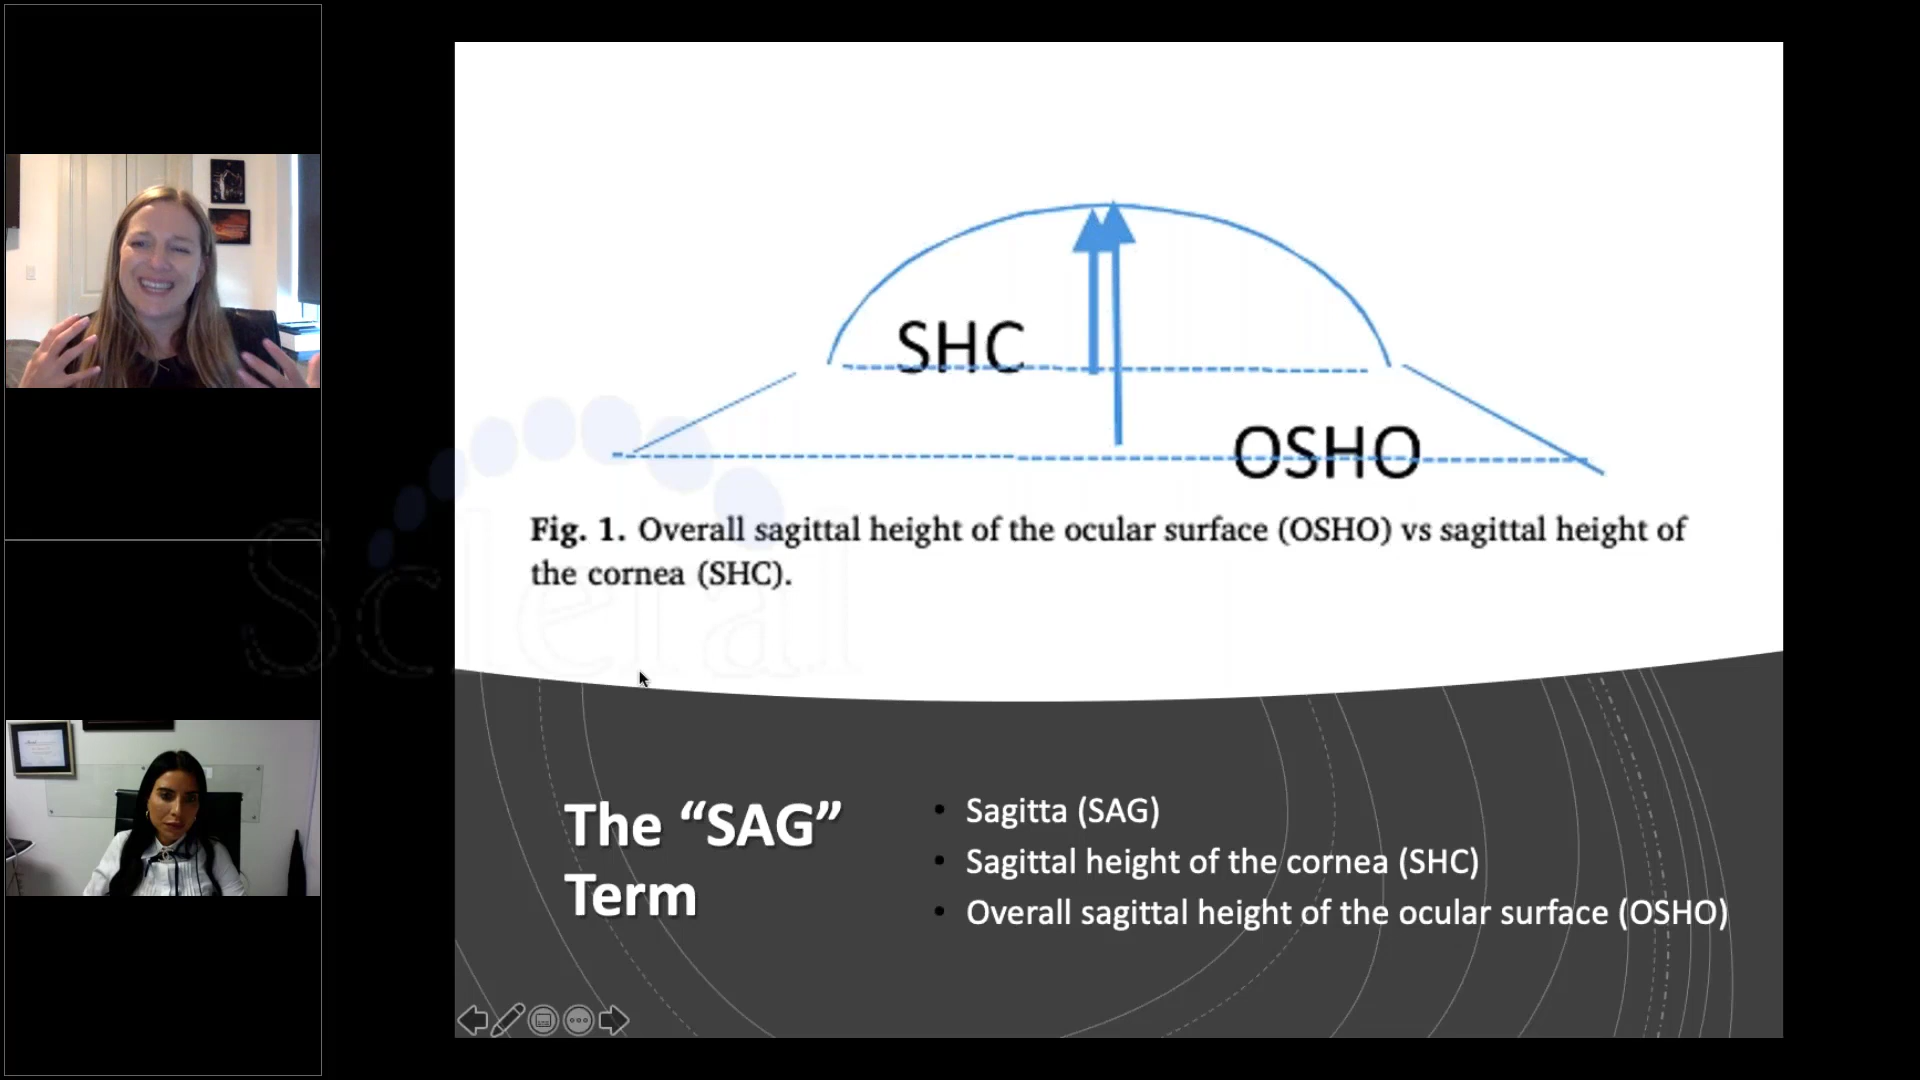 SHC
OSHO
Fig. 1. Overall sagittal height of the ocular surface (OSHO) vs sagittal height of
the cornea (SHC).
Scleral
The “SAG”
Term
• Sagitta (SAG)
• Sagittal height of the cornea (SHC)
• Overall sagittal height of the ocular surface (OSHO)